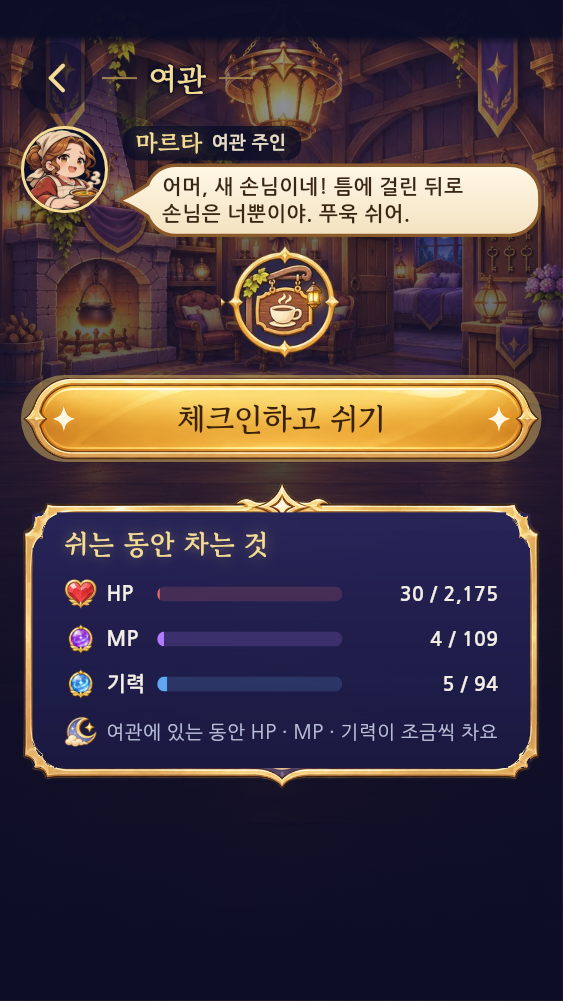 여관
마르타 여관 주인
어머, 새 손님이네! 틈에 걸린 뒤로
손님은 너뿐이야. 푸욱 쉬어.
체크인하고 쉬기
쉬는 동안 차는 것
HP 30 / 2,175
MP 4 / 109
기력 5 / 94
여관에 있는 동안 HP · MP · 기력이 조금씩 차요